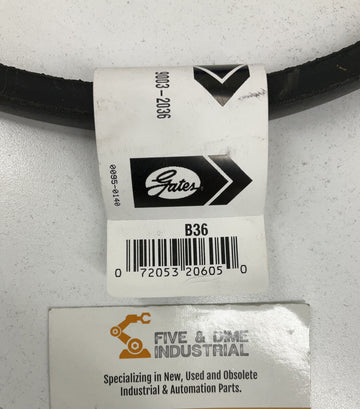 9003-2036
0095-0140
Gates
B36
0 72053 20605 0
FIVE & DIME
INDUSTRIAL
Specializing in New, Used and Obsolete
Industrial & Automation Parts.